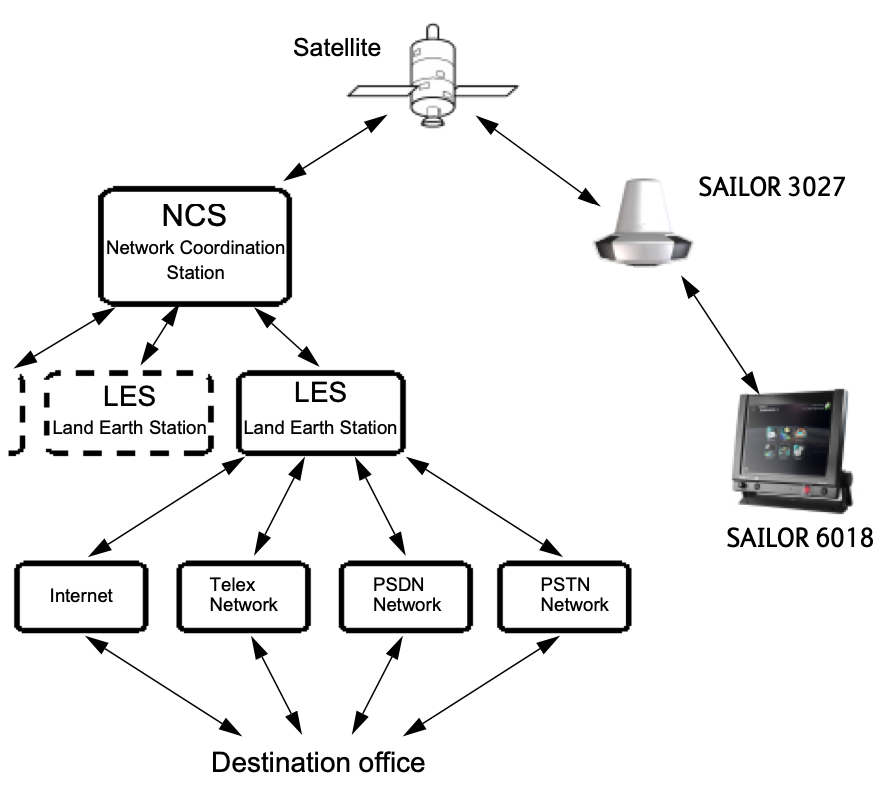 Satellite
SAILOR 3027
NCS
Network Coordination
Station
LES
Land Earth Station
LES
Land Earth Station
SAILOR 6018
Internet
Telex
Network
PSDN
Network
PSTN
Network
Destination office